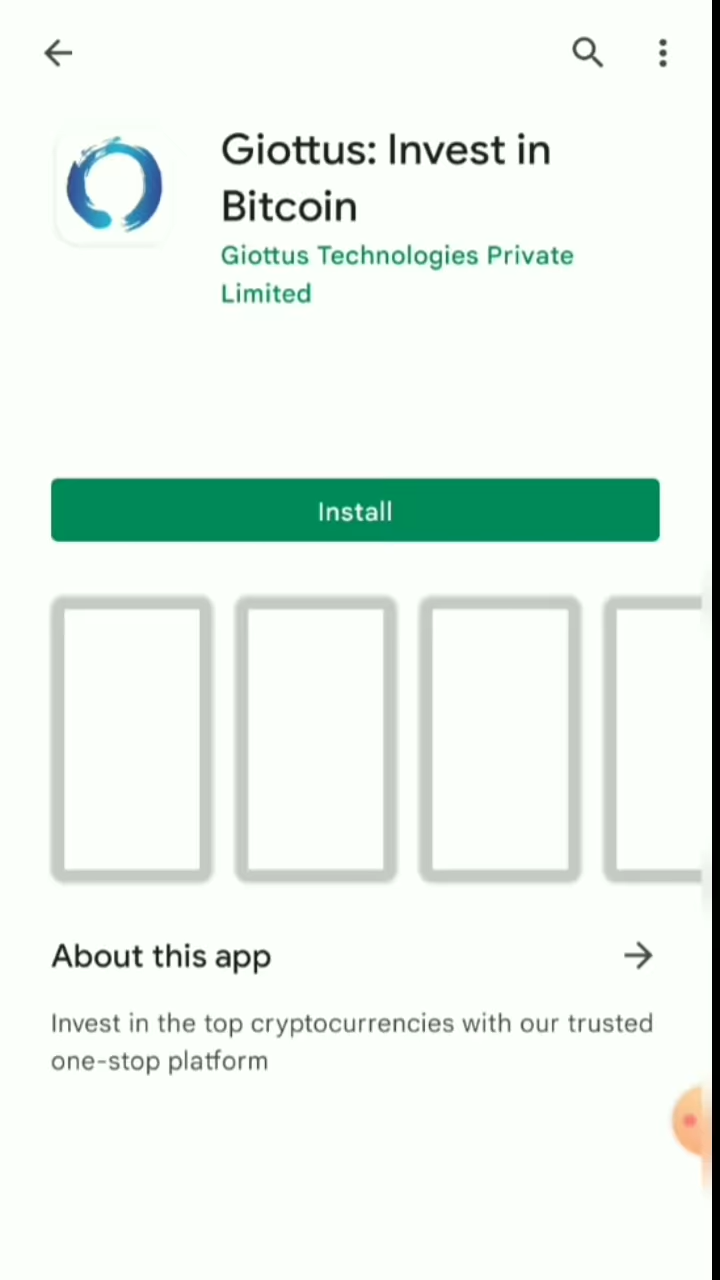 Giottus: Invest in
Bitcoin
Giottus Technologies Private
Limited
Install
About this app
Invest in the top cryptocurrencies with our trusted
one-stop platform